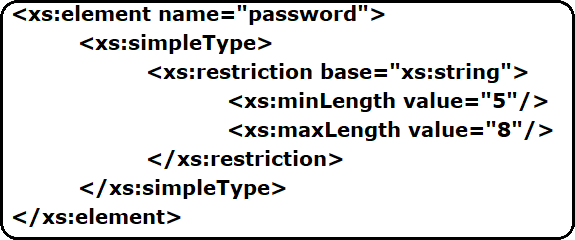 <xs:element name="password">
<xs:simpleType>
<xs:restriction base="xs:string">
<xs:minLength value="5"/>
<xs:maxLength value="8"/>
</xs:restriction>
</xs:simpleType>
</xs:element>